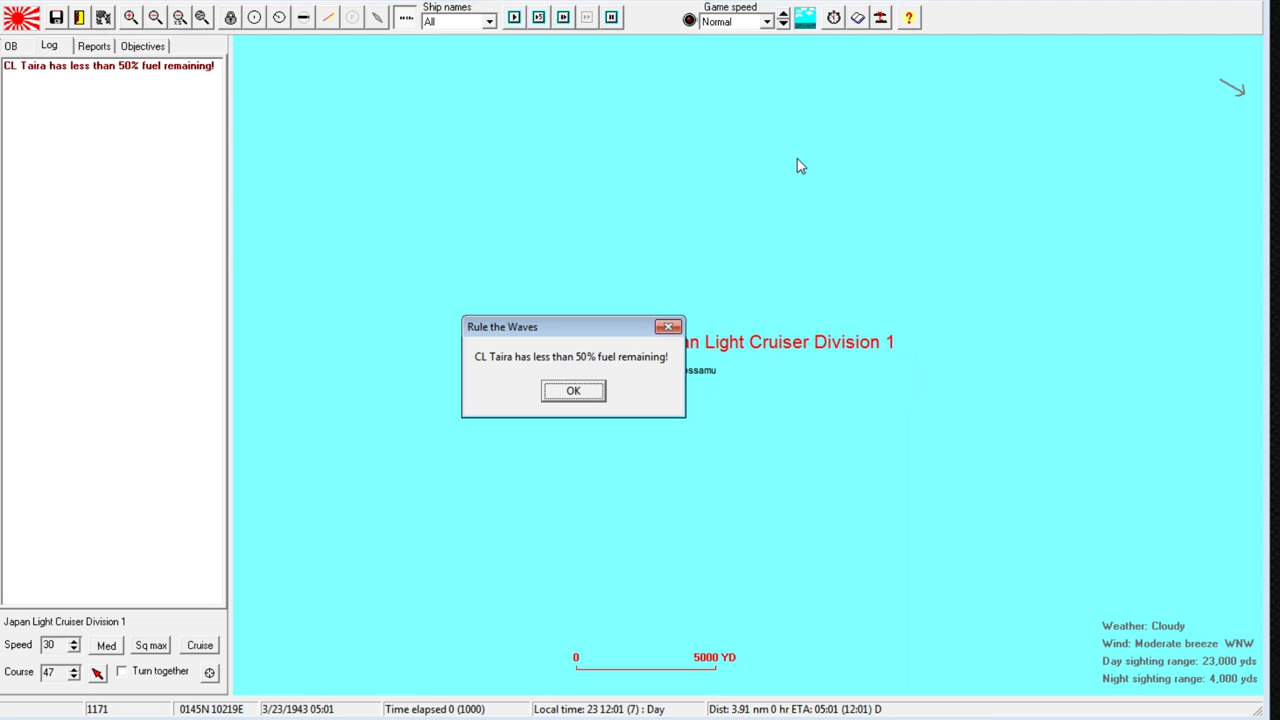 Ship names
All
Game speed
Normal
?
OB
Log
Reports
Objectives
CL Taira has less than 50% fuel remaining!
Rule the Waves
CL Taira has less than 50% fuel remaining!
OK
an Light Cruiser Division 1
ossamu
Japan Light Cruiser Division 1
Speed 30 Med Sq max Cruise
Course 47 Turn together
0 5000 YD
Weather: Cloudy
Wind: Moderate breeze WNW
Day sighting range: 23,000 yds
Night sighting range: 4,000 yds
1171 0145N 10219E 3/23/1943 05:01 Time elapsed 0 (1000) Local time: 23 12:01 (7) : Day Dist: 3.91 nm 0 hr ETA: 05:01 (12:01) D